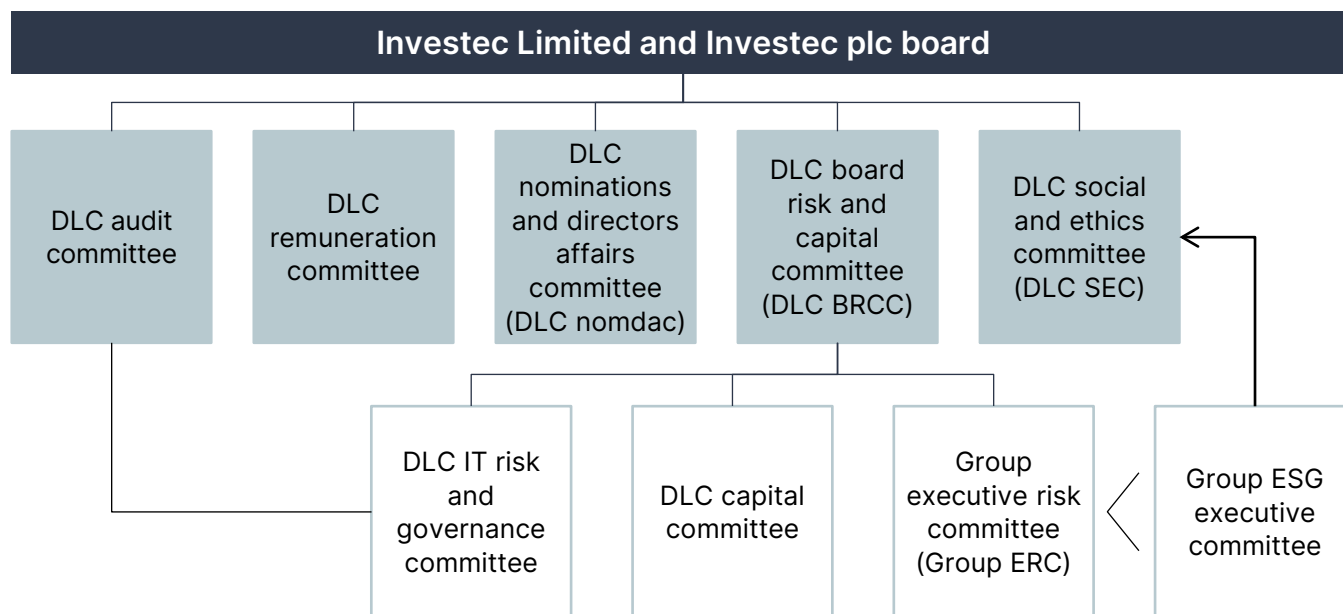 Investec Limited and Investec plc board
DLC audit
committee
DLC
remuneration
committee
DLC
nominations
and directors
affairs
committee
(DLC nomdac)
DLC board
risk and
capital
committee
(DLC BRCC)
DLC social
and ethics
committee
(DLC SEC)
DLC IT risk
and
governance
committee
DLC capital
committee
Group
executive risk
committee
(Group ERC)
Group ESG
executive
committee